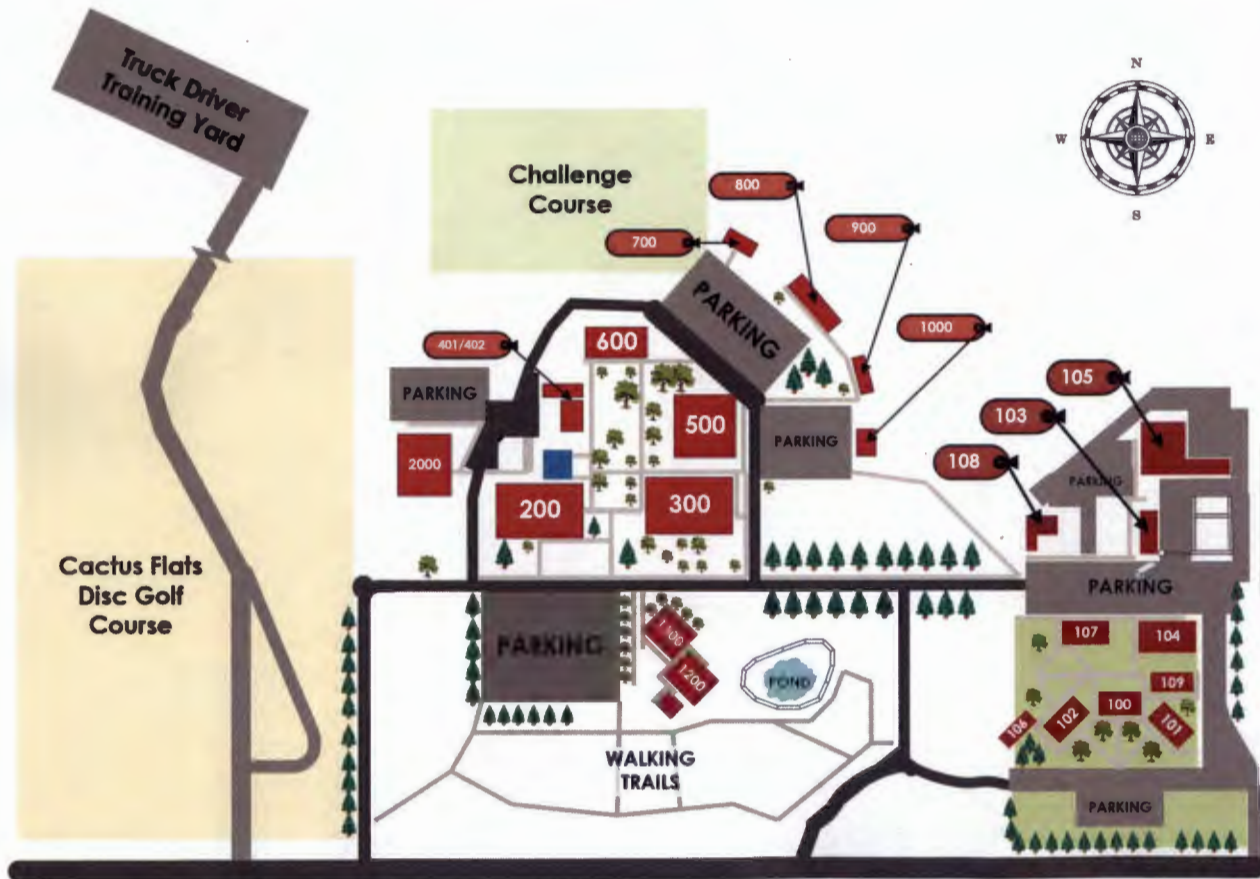 Truck Driver
Training Yard
N
W
E
S
Challenge
Course
800
700
900
PARKING
1000
401/402
600
105
PARKING
103
500
PARKING
108
2000
PARKING
200
300
Cactus Flats
Disc Golf
Course
PARKING
1100
107
104
PARKING
1200
POND
109
100
102
101
106
WALKING
TRAILS
PARKING